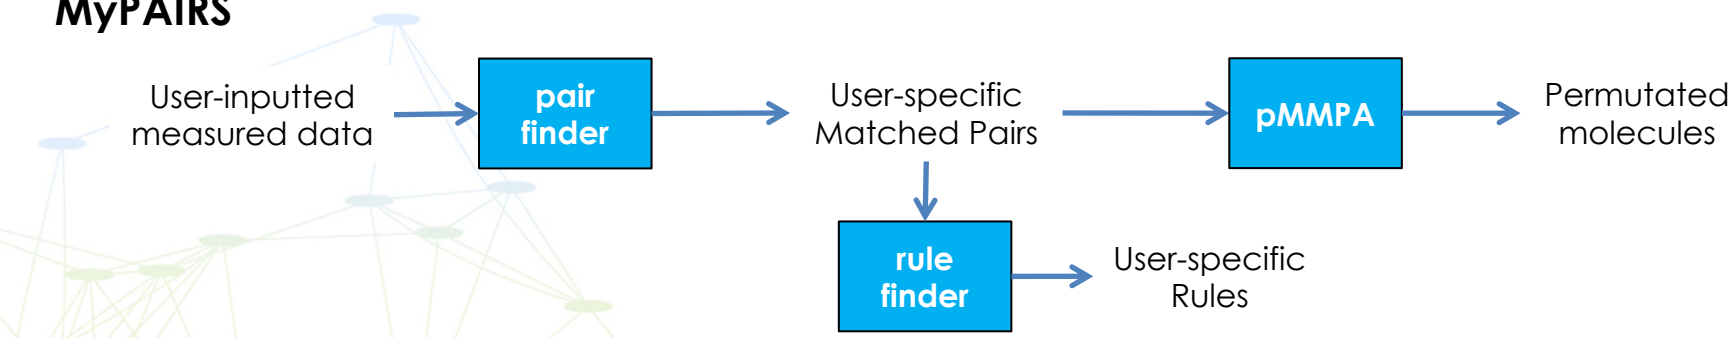 MyPAIRS
User-inputted
measured data
pair
finder
User-specific
Matched Pairs
pMMPA
Permutated
molecules
rule
finder
User-specific
Rules